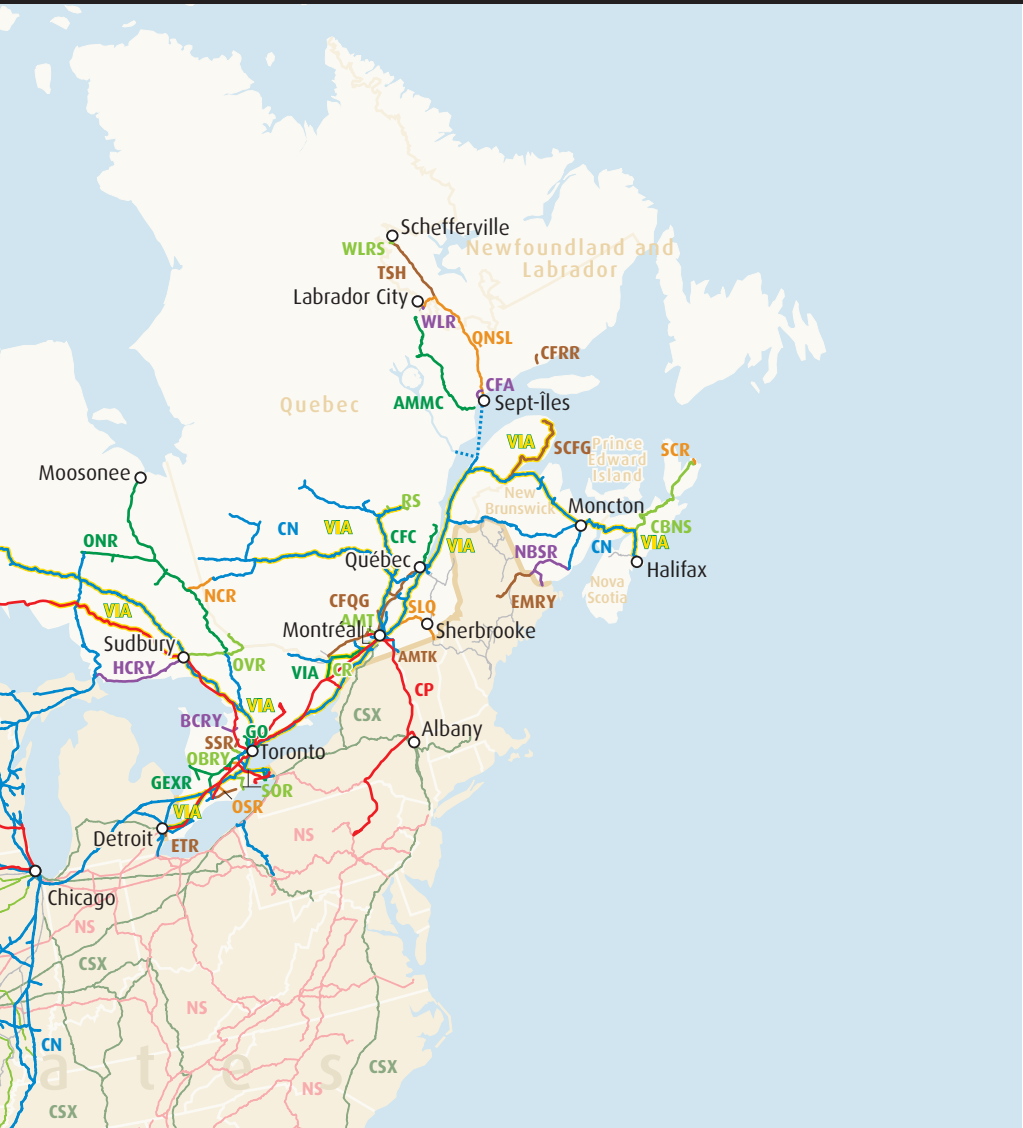 Schefferville
WLRS
Newfoundland and
Labrador
TSH
Labrador City
WLR
QNSL
CFRR
CFA
Quebec
AMMC
Sept-Îles
VIA
SCFG
Prince
Edward
Island
SCR
Moosonee
New
Brunswick
Moncton
RS
CN
VIA
CBNS
ONR
CFC
VIA
NBSR
CN
VIA
Québec
Halifax
NCR
Nova
Scotia
VIA
CFQG
SLQ
EMRY
AMT
Montréal
Sherbrooke
Sudbury
HCRY
OVR
VIA
CR
AMTK
CP
VIA
BCRY
CSX
GO
Albany
SSR
Toronto
OBRY
GEXR
SOR
OSR
VIA
Detroit
ETR
NS
Chicago
NS
CSX
NS
CN
a t e s
CSX
NS
CSX